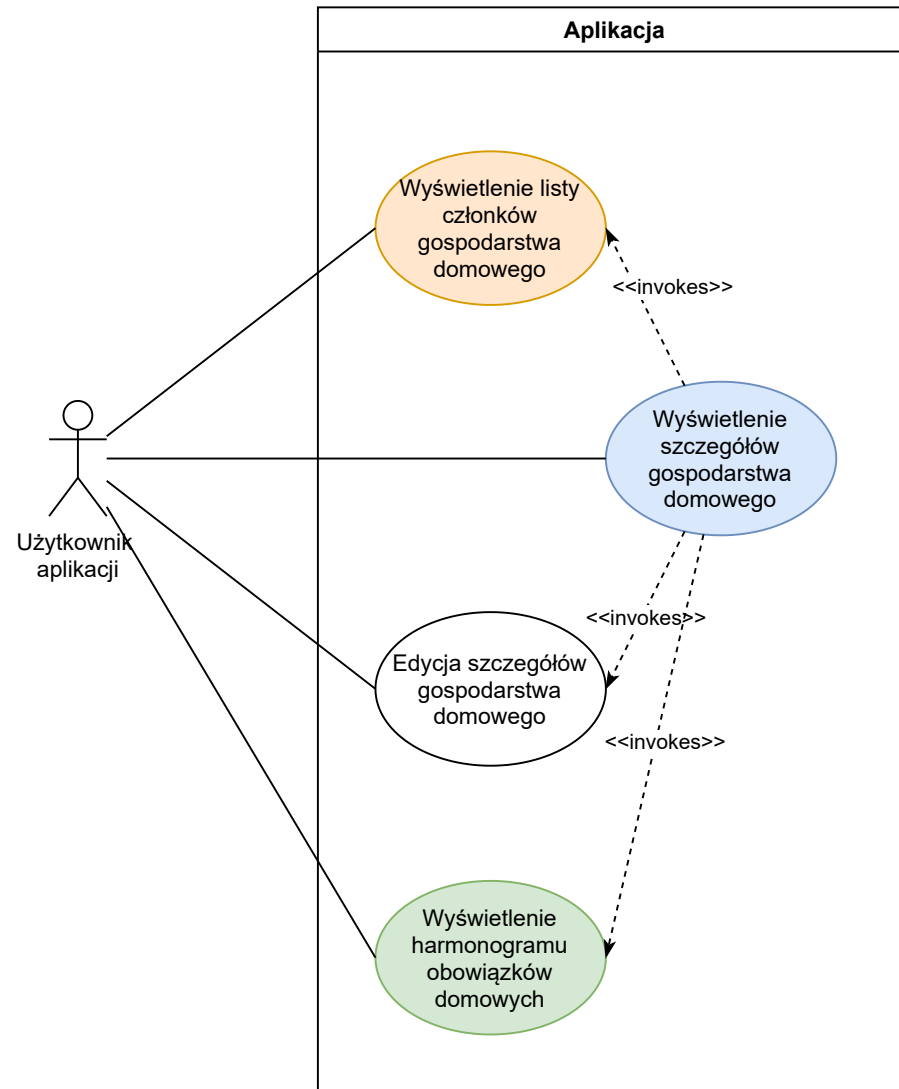 Aplikacja
Wyświetlenie listy
członków
gospodarstwa
domowego
<<invokes>>
Wyświetlenie
szczegółów
gospodarstwa
domowego
Użytkownik
aplikacji
<<invokes>>
Edycja szczegółów
gospodarstwa
domowego
<<invokes>>
Wyświetlenie
harmonogramu
obowiązków
domowych